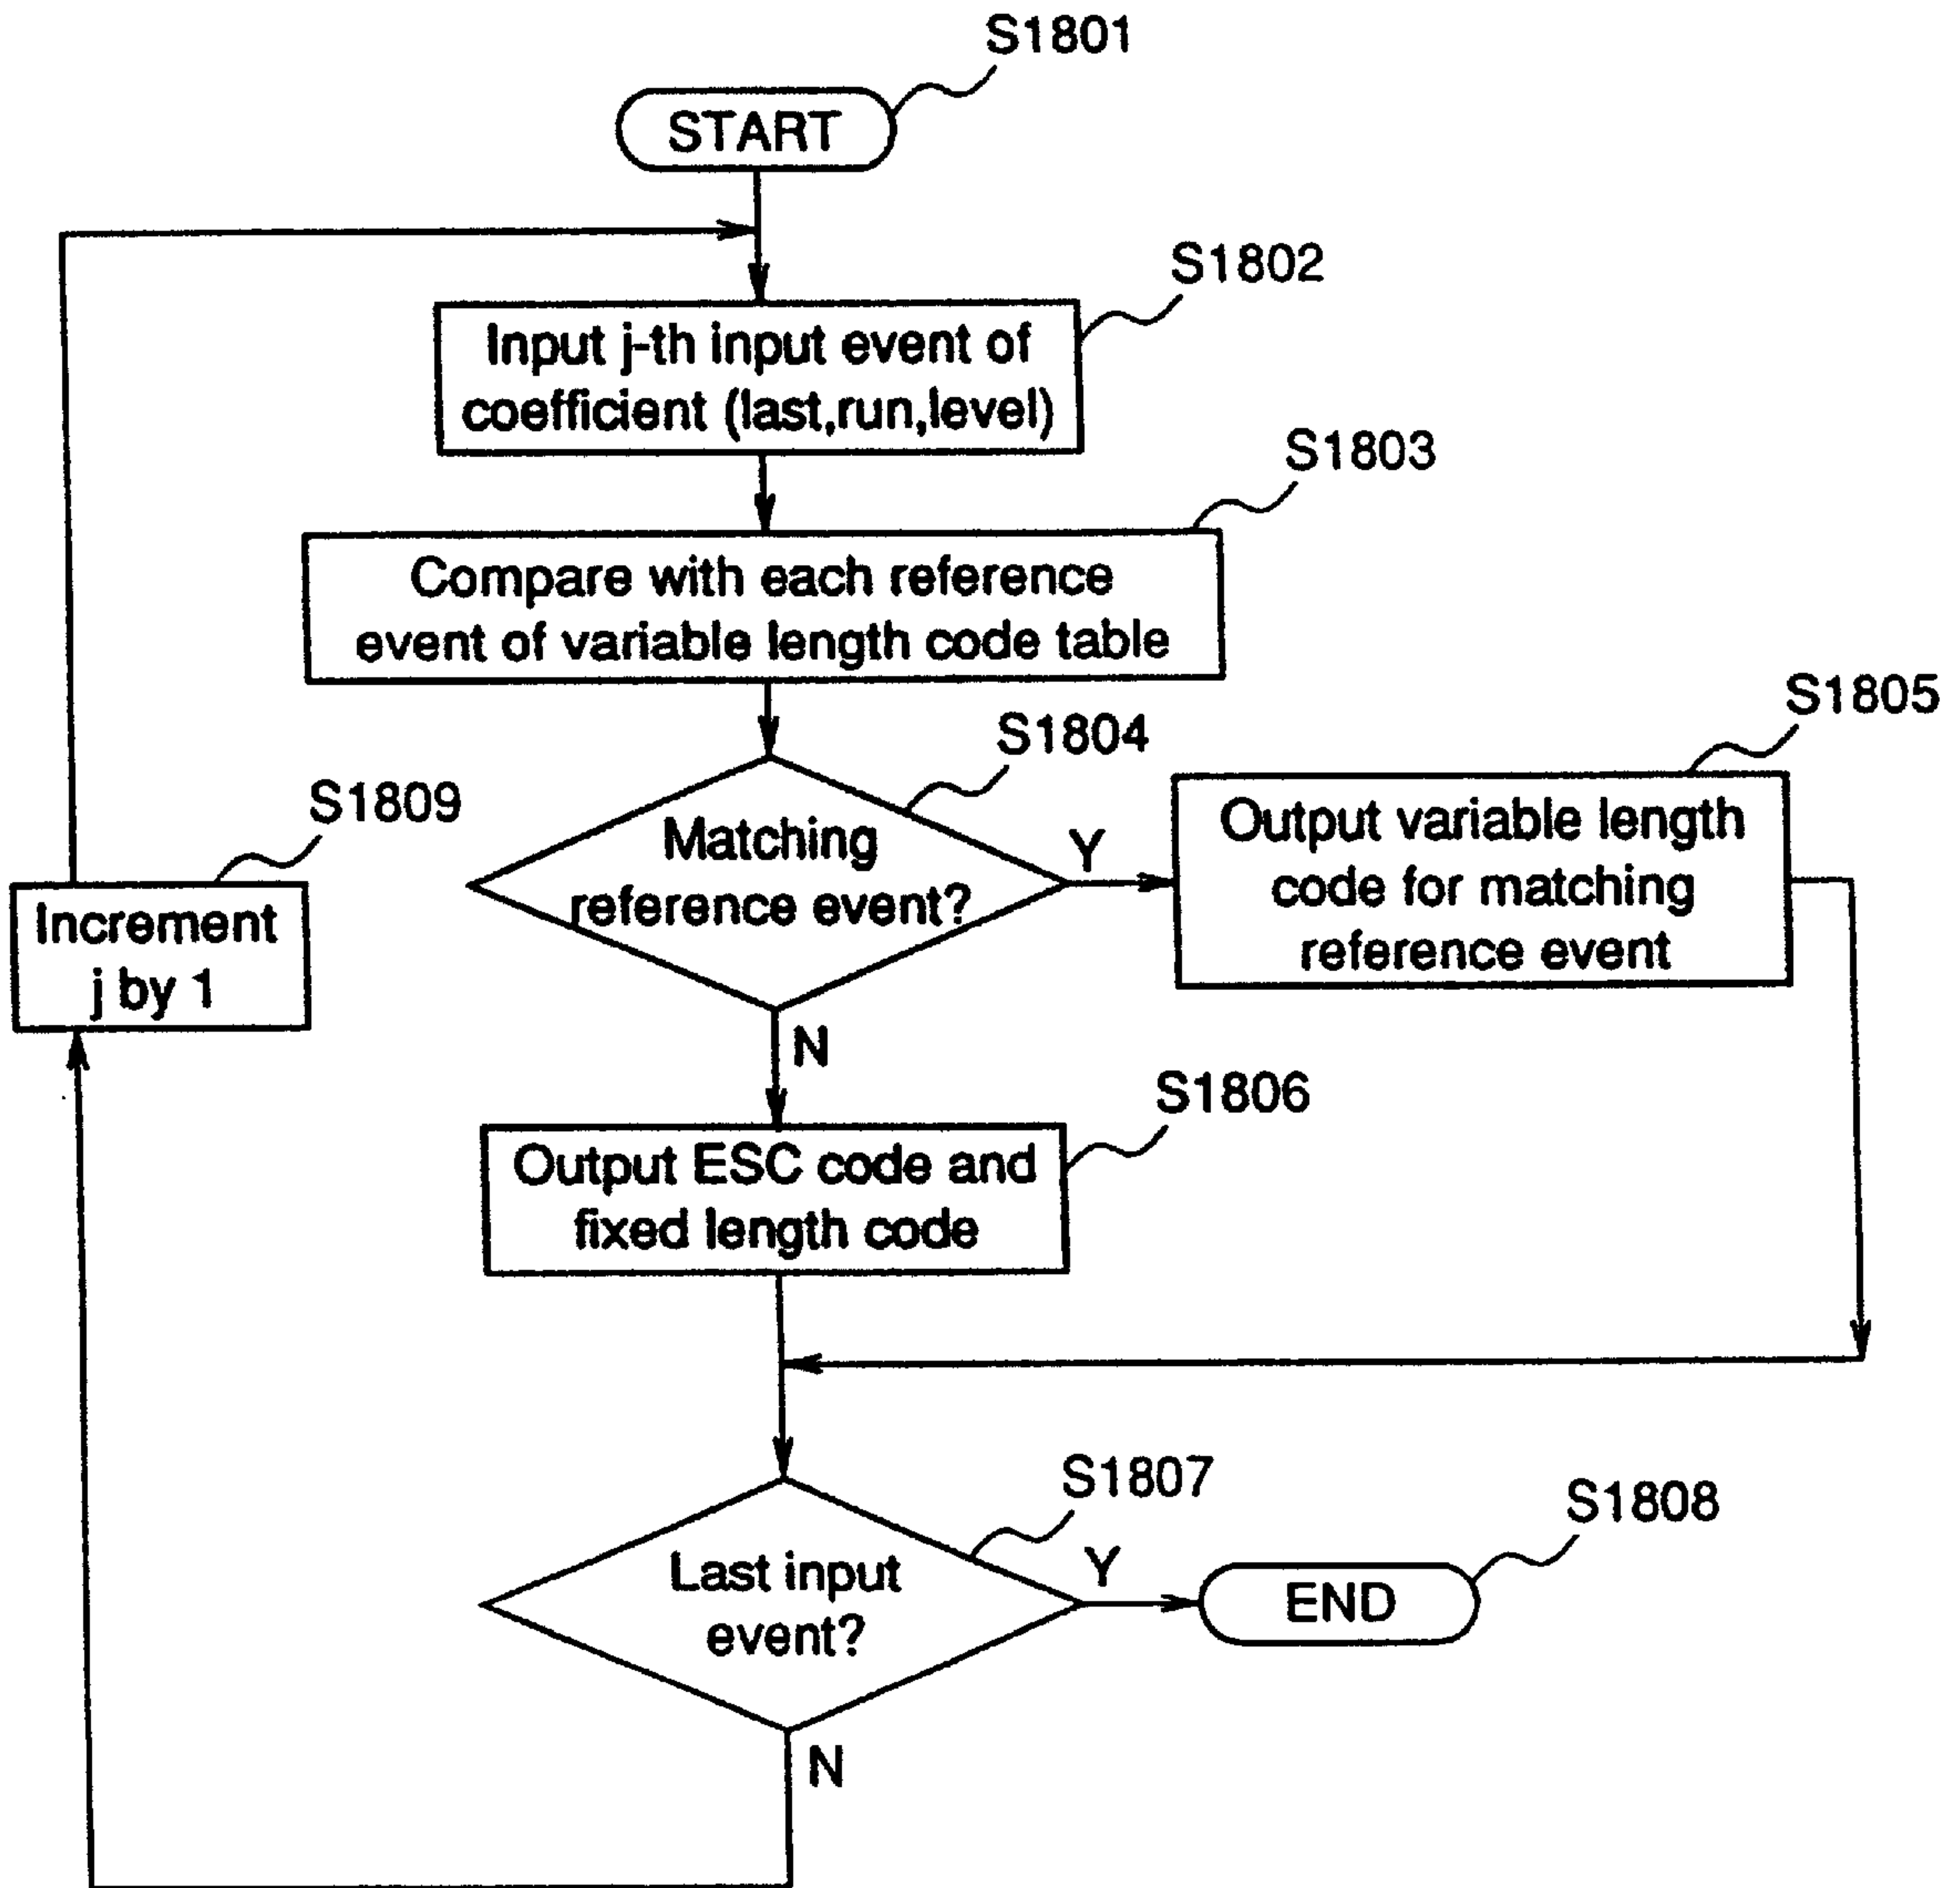 S1801
START
S1802
Input j-th input event of
coefficient (last,run,level)
S1803
Compare with each reference
event of variable length code table
S1804
Matching
reference event?
Y
S1805
Output variable length
code for matching
reference event
S1809
Increment
j by 1
N
S1806
Output ESC code and
fixed length code
S1807
Last input
event?
Y
S1808
END
N